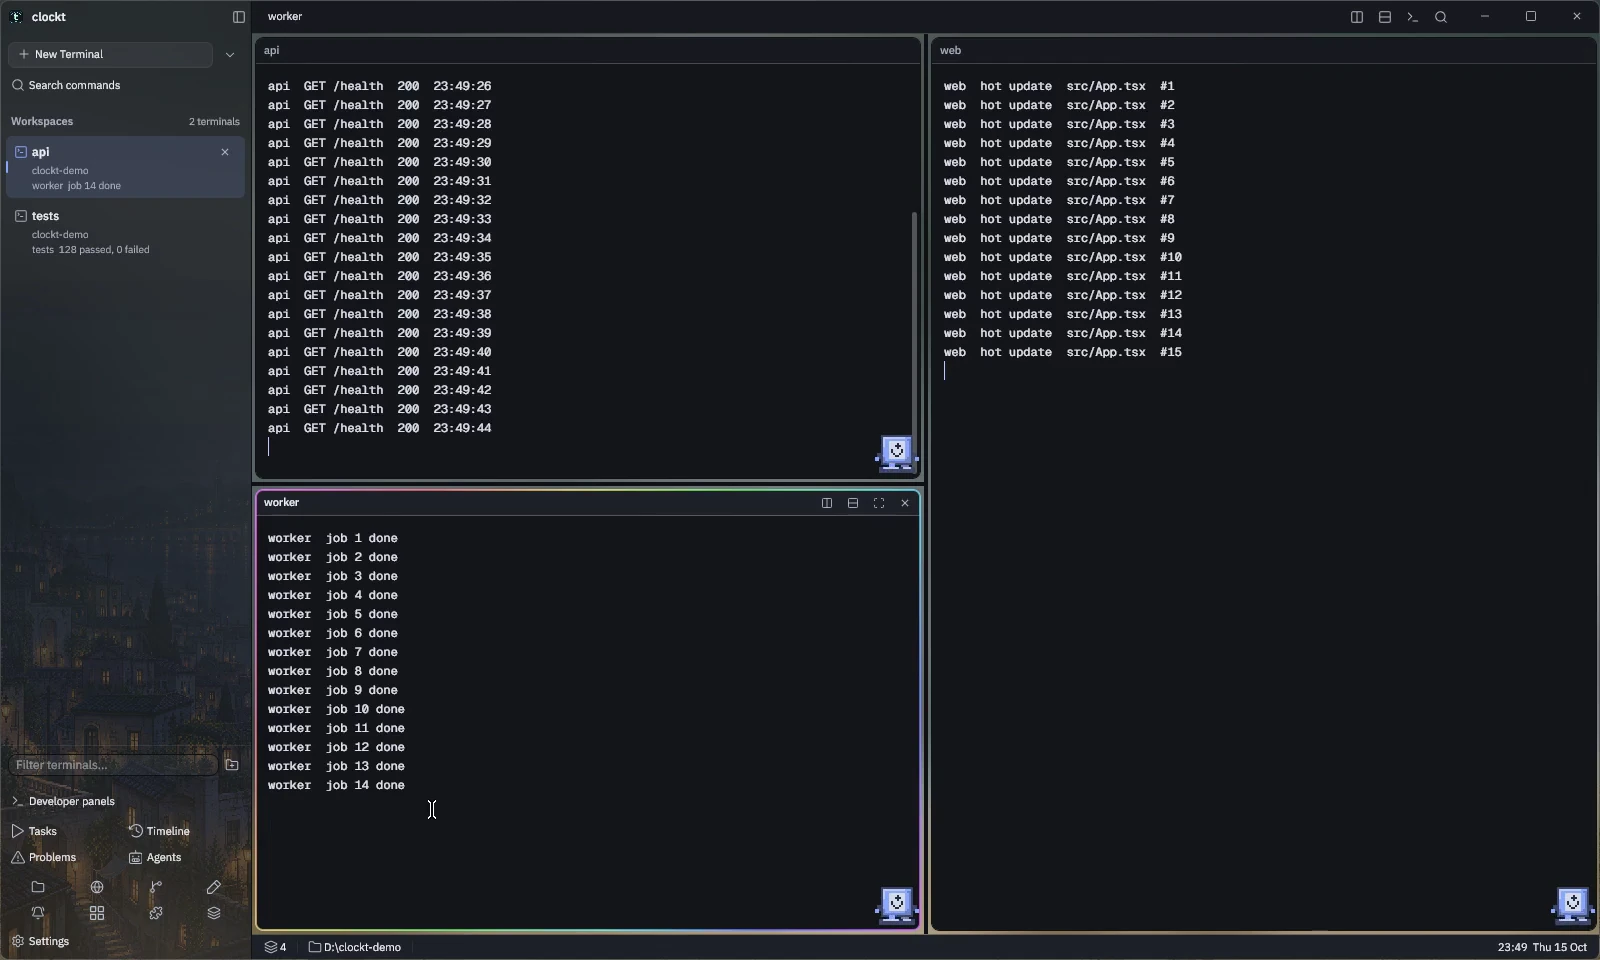 clockt
New Terminal
Search commands
Workspaces 2 terminals
api
clockt-demo
worker job 14 done
tests
clockt-demo
tests 128 passed, 0 failed
Filter terminals...
Developer panels
Tasks Timeline
Problems Agents
Settings
worker
api
api GET /health 200 23:49:26
api GET /health 200 23:49:27
api GET /health 200 23:49:28
api GET /health 200 23:49:29
api GET /health 200 23:49:30
api GET /health 200 23:49:31
api GET /health 200 23:49:32
api GET /health 200 23:49:33
api GET /health 200 23:49:34
api GET /health 200 23:49:35
api GET /health 200 23:49:36
api GET /health 200 23:49:37
api GET /health 200 23:49:38
api GET /health 200 23:49:39
api GET /health 200 23:49:40
api GET /health 200 23:49:41
api GET /health 200 23:49:42
api GET /health 200 23:49:43
api GET /health 200 23:49:44
worker
worker job 1 done
worker job 2 done
worker job 3 done
worker job 4 done
worker job 5 done
worker job 6 done
worker job 7 done
worker job 8 done
worker job 9 done
worker job 10 done
worker job 11 done
worker job 12 done
worker job 13 done
worker job 14 done
web
web hot update src/App.tsx #1
web hot update src/App.tsx #2
web hot update src/App.tsx #3
web hot update src/App.tsx #4
web hot update src/App.tsx #5
web hot update src/App.tsx #6
web hot update src/App.tsx #7
web hot update src/App.tsx #8
web hot update src/App.tsx #9
web hot update src/App.tsx #10
web hot update src/App.tsx #11
web hot update src/App.tsx #12
web hot update src/App.tsx #13
web hot update src/App.tsx #14
web hot update src/App.tsx #15
4 D:\clockt-demo
23:49 Thu 15 Oct